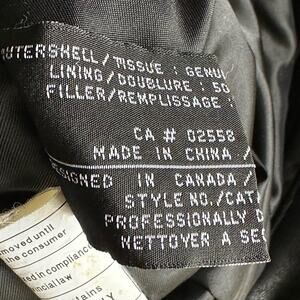 OUTERSHELL/TISSUE : GENU
LINING/DOUBLURE : 50
FILLER/REMPLISSAGE :
CA # 02558
MADE IN CHINA /
DESIGNED IN CANADA/
STYLE NO./CAT
PROFESSIONALLY D
NETTOYER A SEC
moved until
the consumer
ed in compliance
incial law
tains